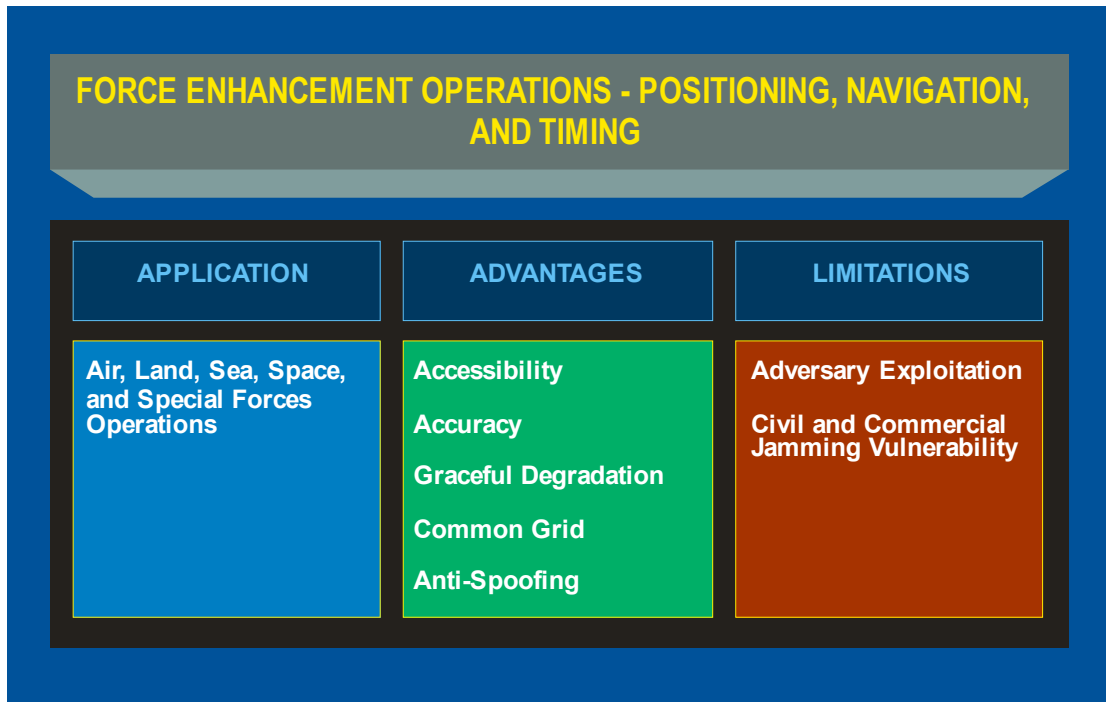 FORCE ENHANCEMENT OPERATIONS - POSITIONING, NAVIGATION,
AND TIMING
APPLICATION
Air, Land, Sea, Space,
and Special Forces
Operations
ADVANTAGES
Accessibility
Accuracy
Graceful Degradation
Common Grid
Anti-Spoofing
LIMITATIONS
Adversary Exploitation
Civil and Commercial
Jamming Vulnerability